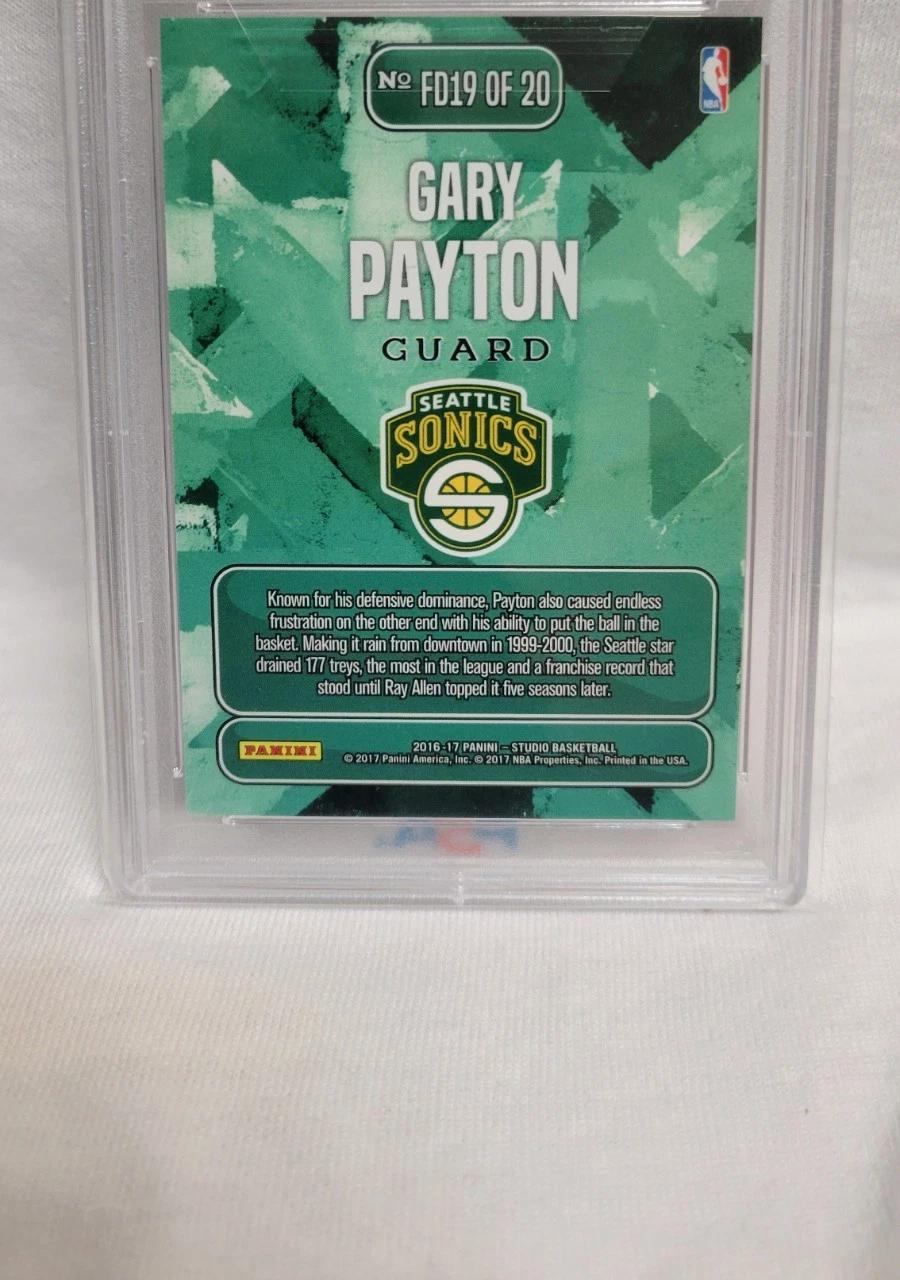 Nº FD19 OF 20
NBA
GARY
PAYTON
GUARD
SEATTLE
SONICS
Known for his defensive dominance, Payton also caused endless
frustration on the other end with his ability to put the ball in the
basket. Making it rain from downtown in 1999-2000, the Seattle star
drained 177 treys, the most in the league and a franchise record that
stood until Ray Allen topped it five seasons later.
PANINI
2016-17 PANINI – STUDIO BASKETBALL
© 2017 Panini America, Inc. © 2017 NBA Properties, Inc. Printed in the USA.